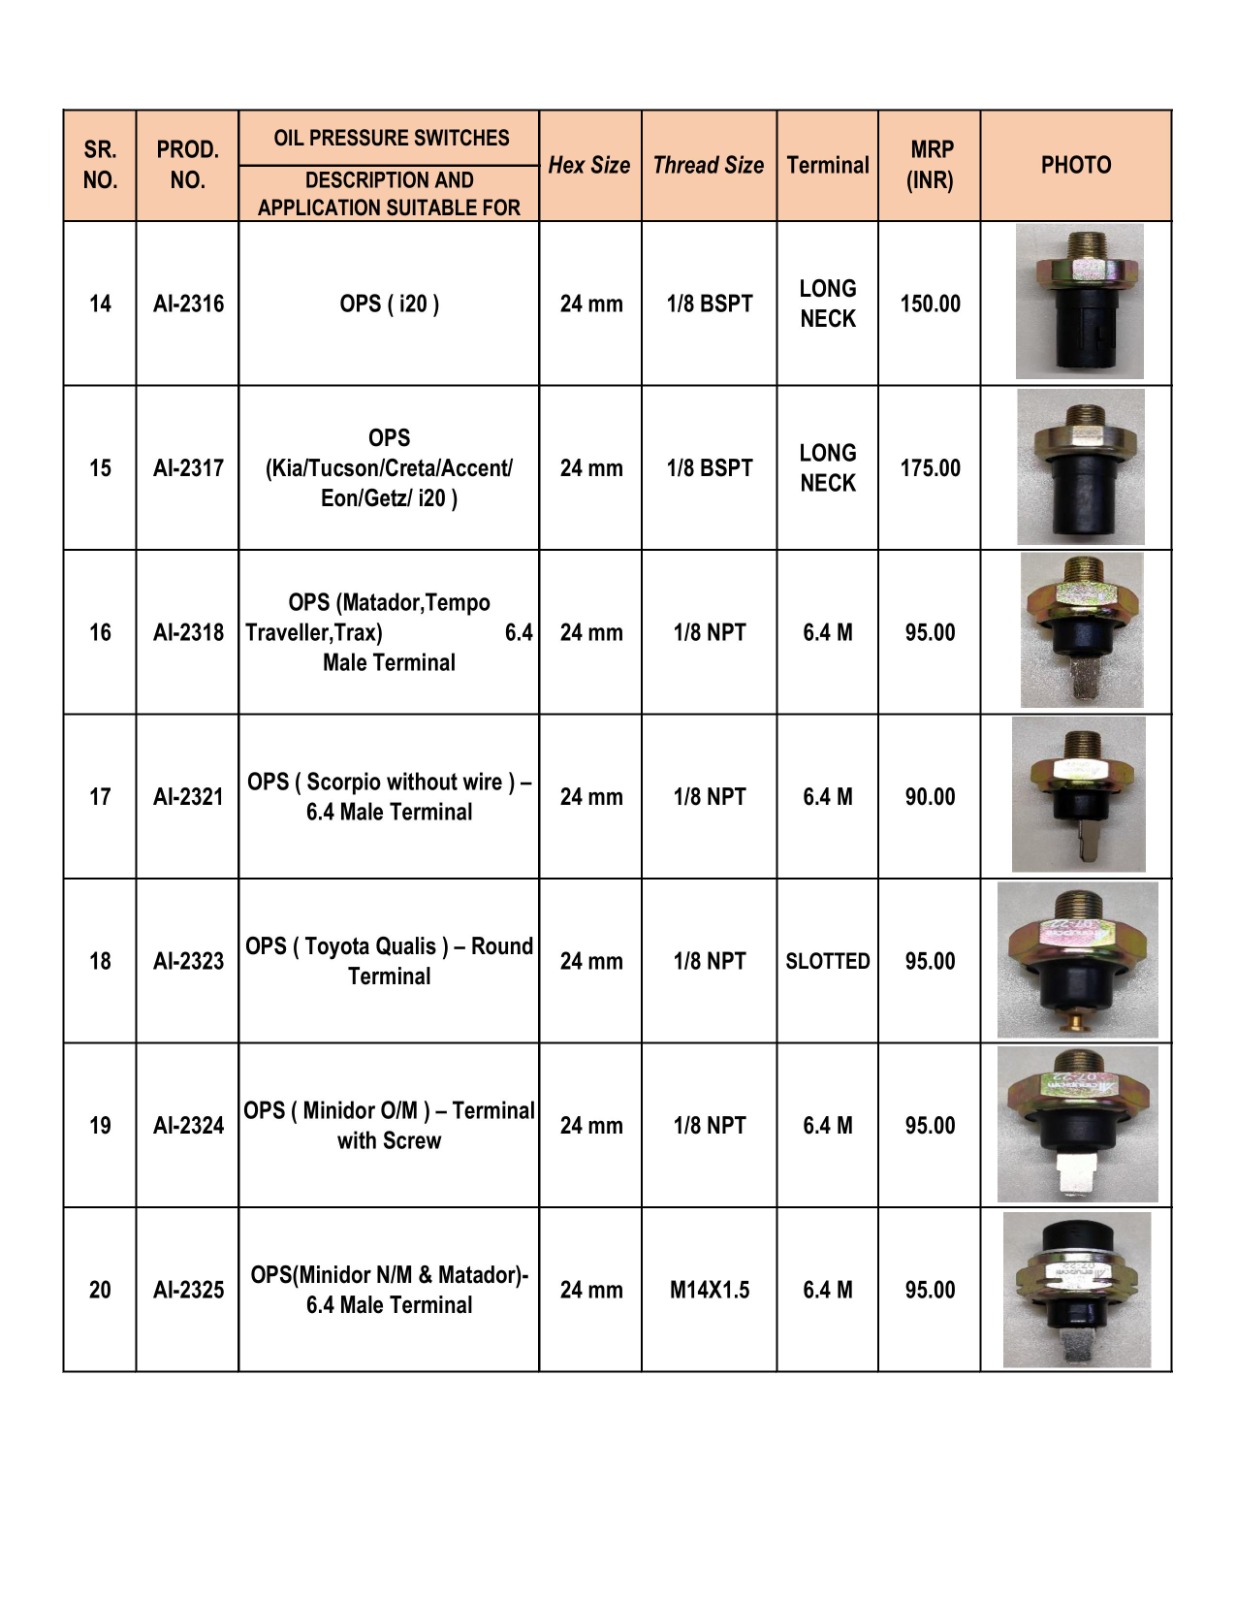 SR. NO.
PROD. NO.
OIL PRESSURE SWITCHES
DESCRIPTION AND
APPLICATION SUITABLE FOR
Hex Size
Thread Size
Terminal
MRP
(INR)
PHOTO
14
AI-2316
OPS ( i20 )
24 mm
1/8 BSPT
LONG
NECK
150.00
15
AI-2317
OPS
(Kia/Tucson/Creta/Accent/
Eon/Getz/ i20 )
24 mm
1/8 BSPT
LONG
NECK
175.00
16
AI-2318
OPS (Matador,Tempo
Traveller,Trax) 6.4
Male Terminal
24 mm
1/8 NPT
6.4 M
95.00
17
AI-2321
OPS ( Scorpio without wire ) –
6.4 Male Terminal
24 mm
1/8 NPT
6.4 M
90.00
18
AI-2323
OPS ( Toyota Qualis ) – Round
Terminal
24 mm
1/8 NPT
SLOTTED
95.00
07-22
19
AI-2324
OPS ( Minidor O/M ) – Terminal
with Screw
24 mm
1/8 NPT
6.4 M
95.00
07-22
20
AI-2325
OPS(Minidor N/M & Matador)-
6.4 Male Terminal
24 mm
M14X1.5
6.4 M
95.00
07-22